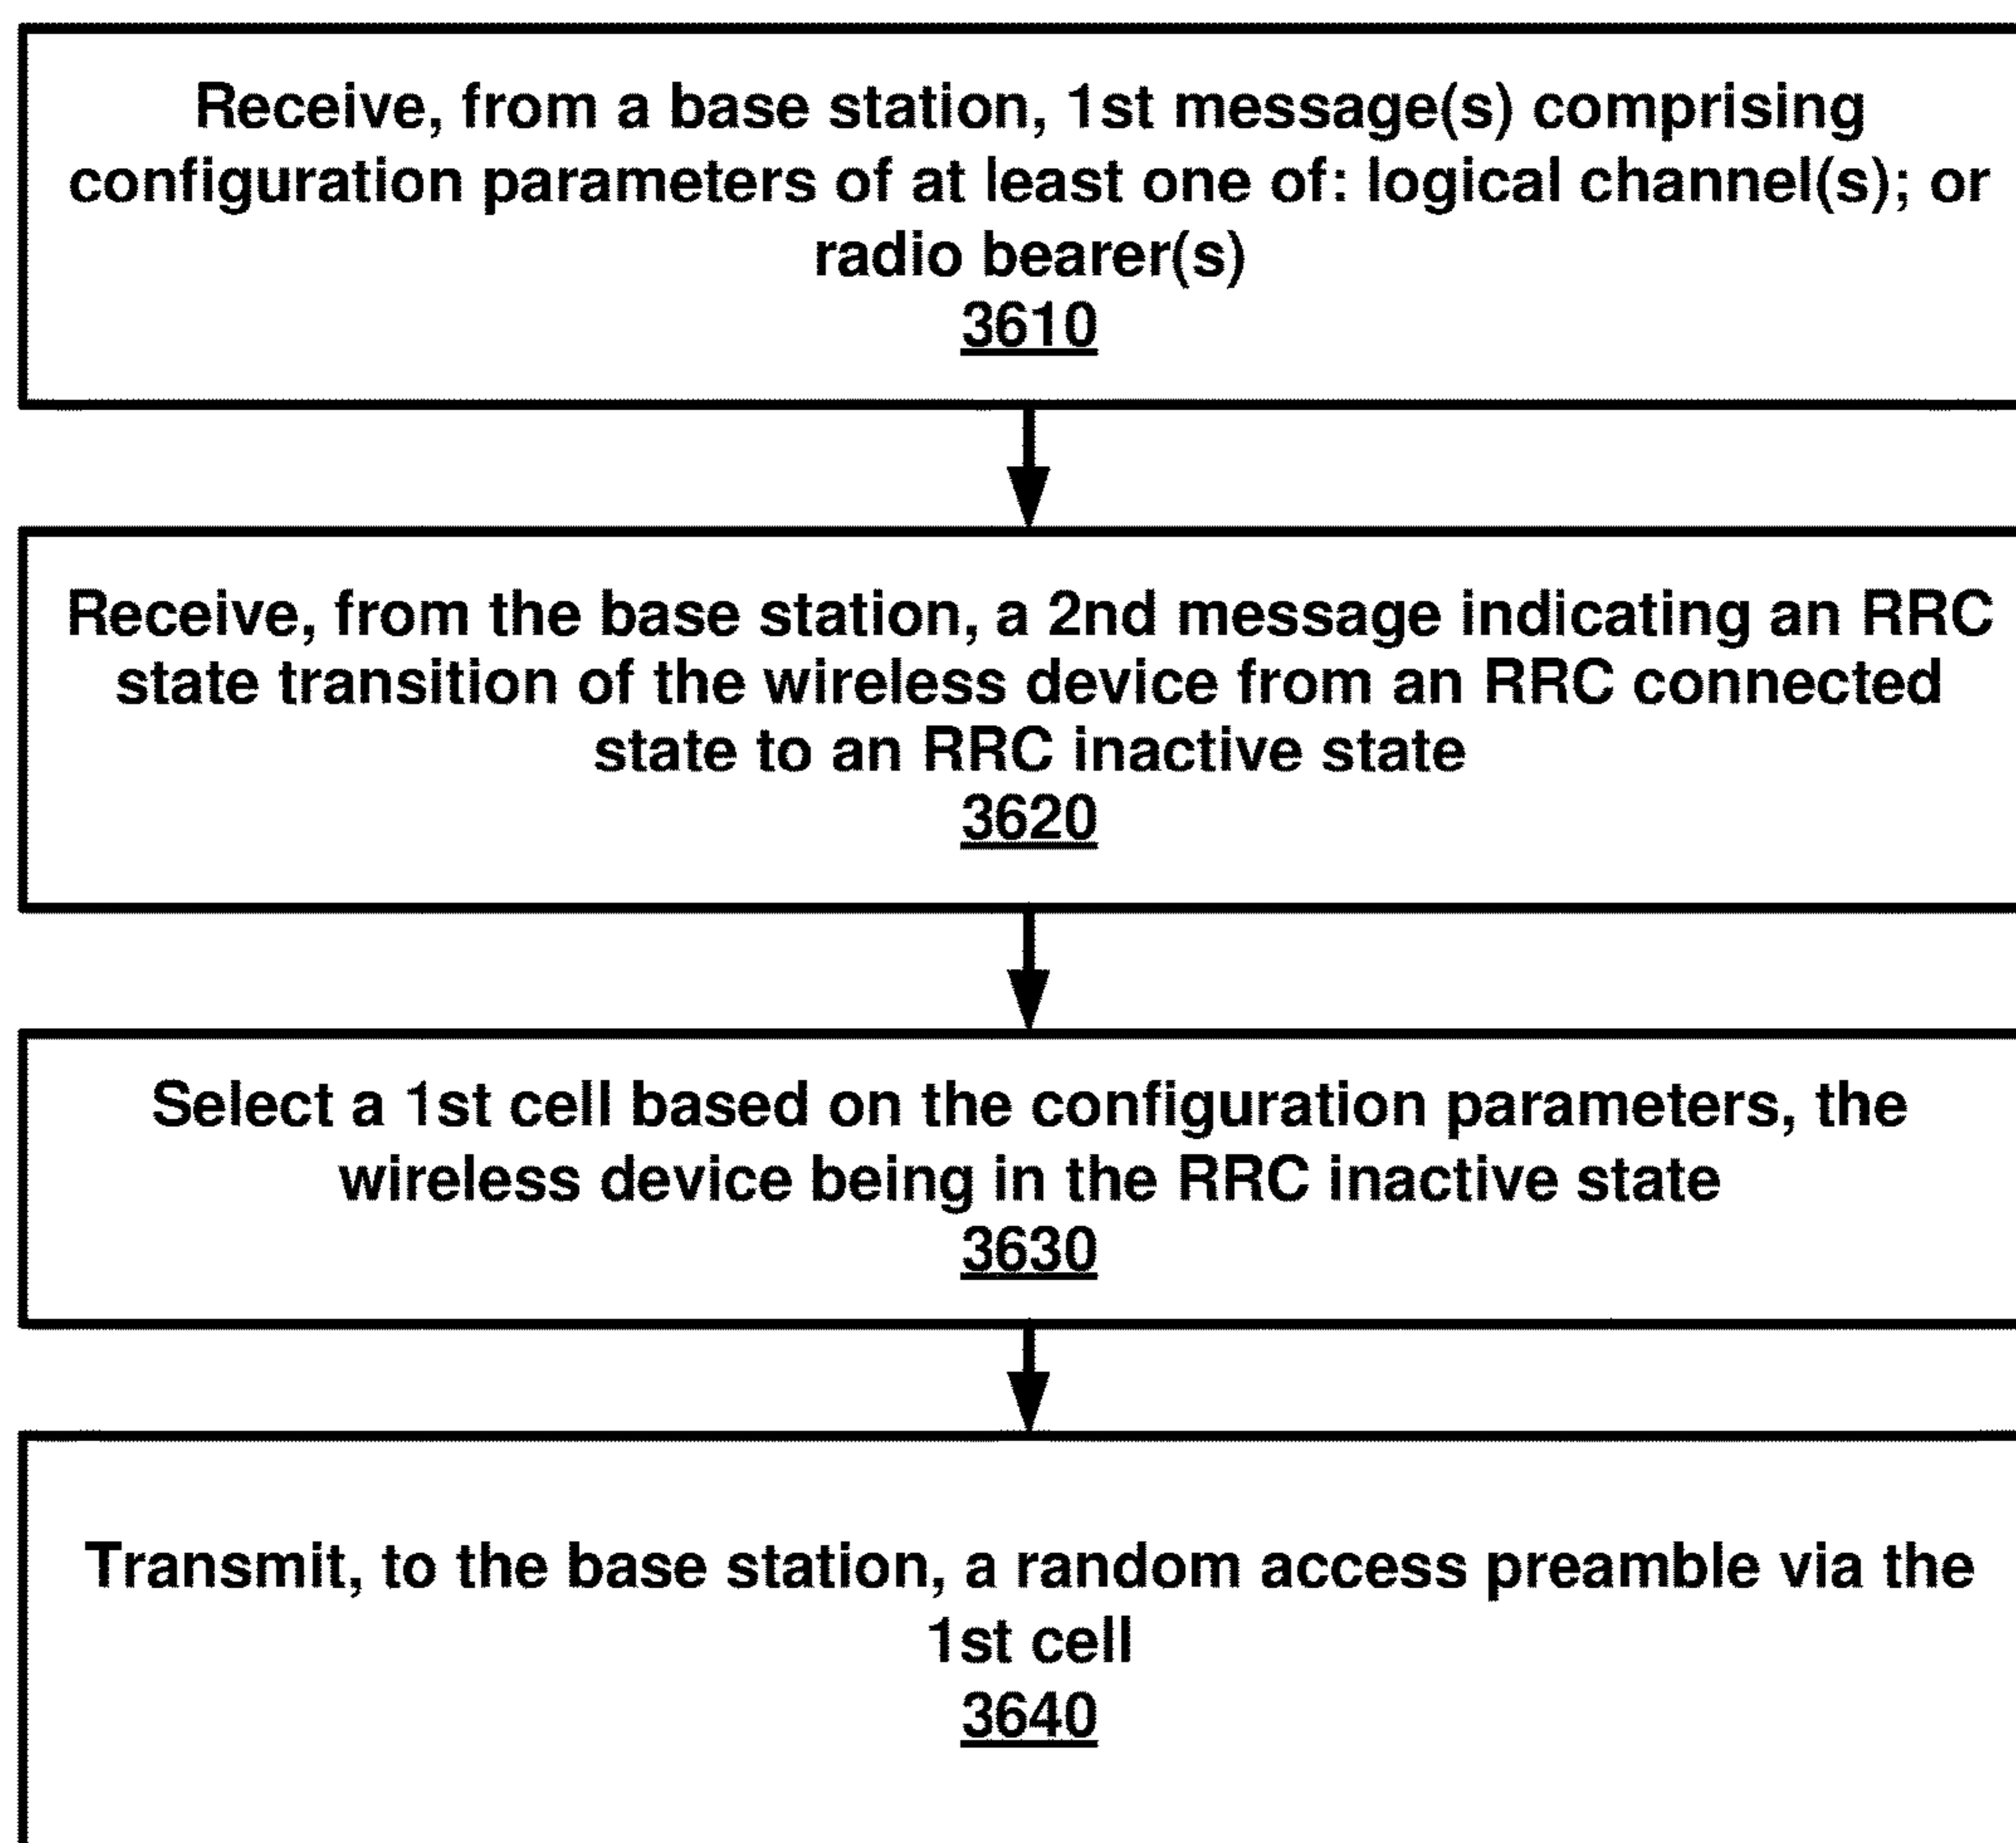 Receive, from a base station, 1st message(s) comprising
configuration parameters of at least one of: logical channel(s); or
radio bearer(s)
3610
Receive, from the base station, a 2nd message indicating an RRC
state transition of the wireless device from an RRC connected
state to an RRC inactive state
3620
Select a 1st cell based on the configuration parameters, the
wireless device being in the RRC inactive state
3630
Transmit, to the base station, a random access preamble via the
1st cell
3640